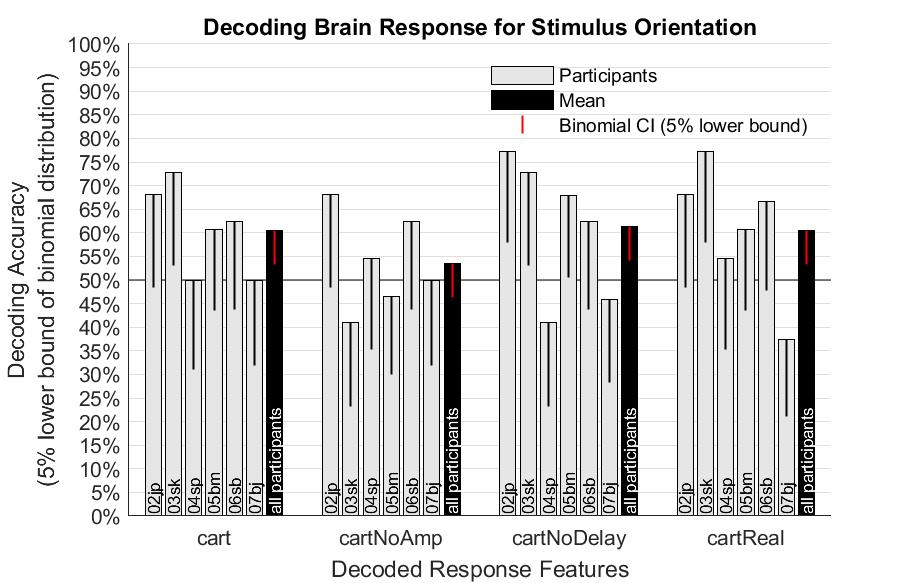 Decoding Brain Response for Stimulus Orientation
Decoding Accuracy
(5% lower bound of binomial distribution)
100%
95%
90%
85%
80%
75%
70%
65%
60%
55%
50%
45%
40%
35%
30%
25%
20%
15%
10%
5%
0%
Participants
Mean
Binomial CI (5% lower bound)
02jp
03sk
04sp
05bm
06sb
07bj
all participants
02jp
03sk
04sp
05bm
06sb
07bj
all participants
02jp
03sk
04sp
05bm
06sb
07bj
all participants
02jp
03sk
04sp
05bm
06sb
07bj
all participants
cart cartNoAmp cartNoDelay cartReal
Decoded Response Features